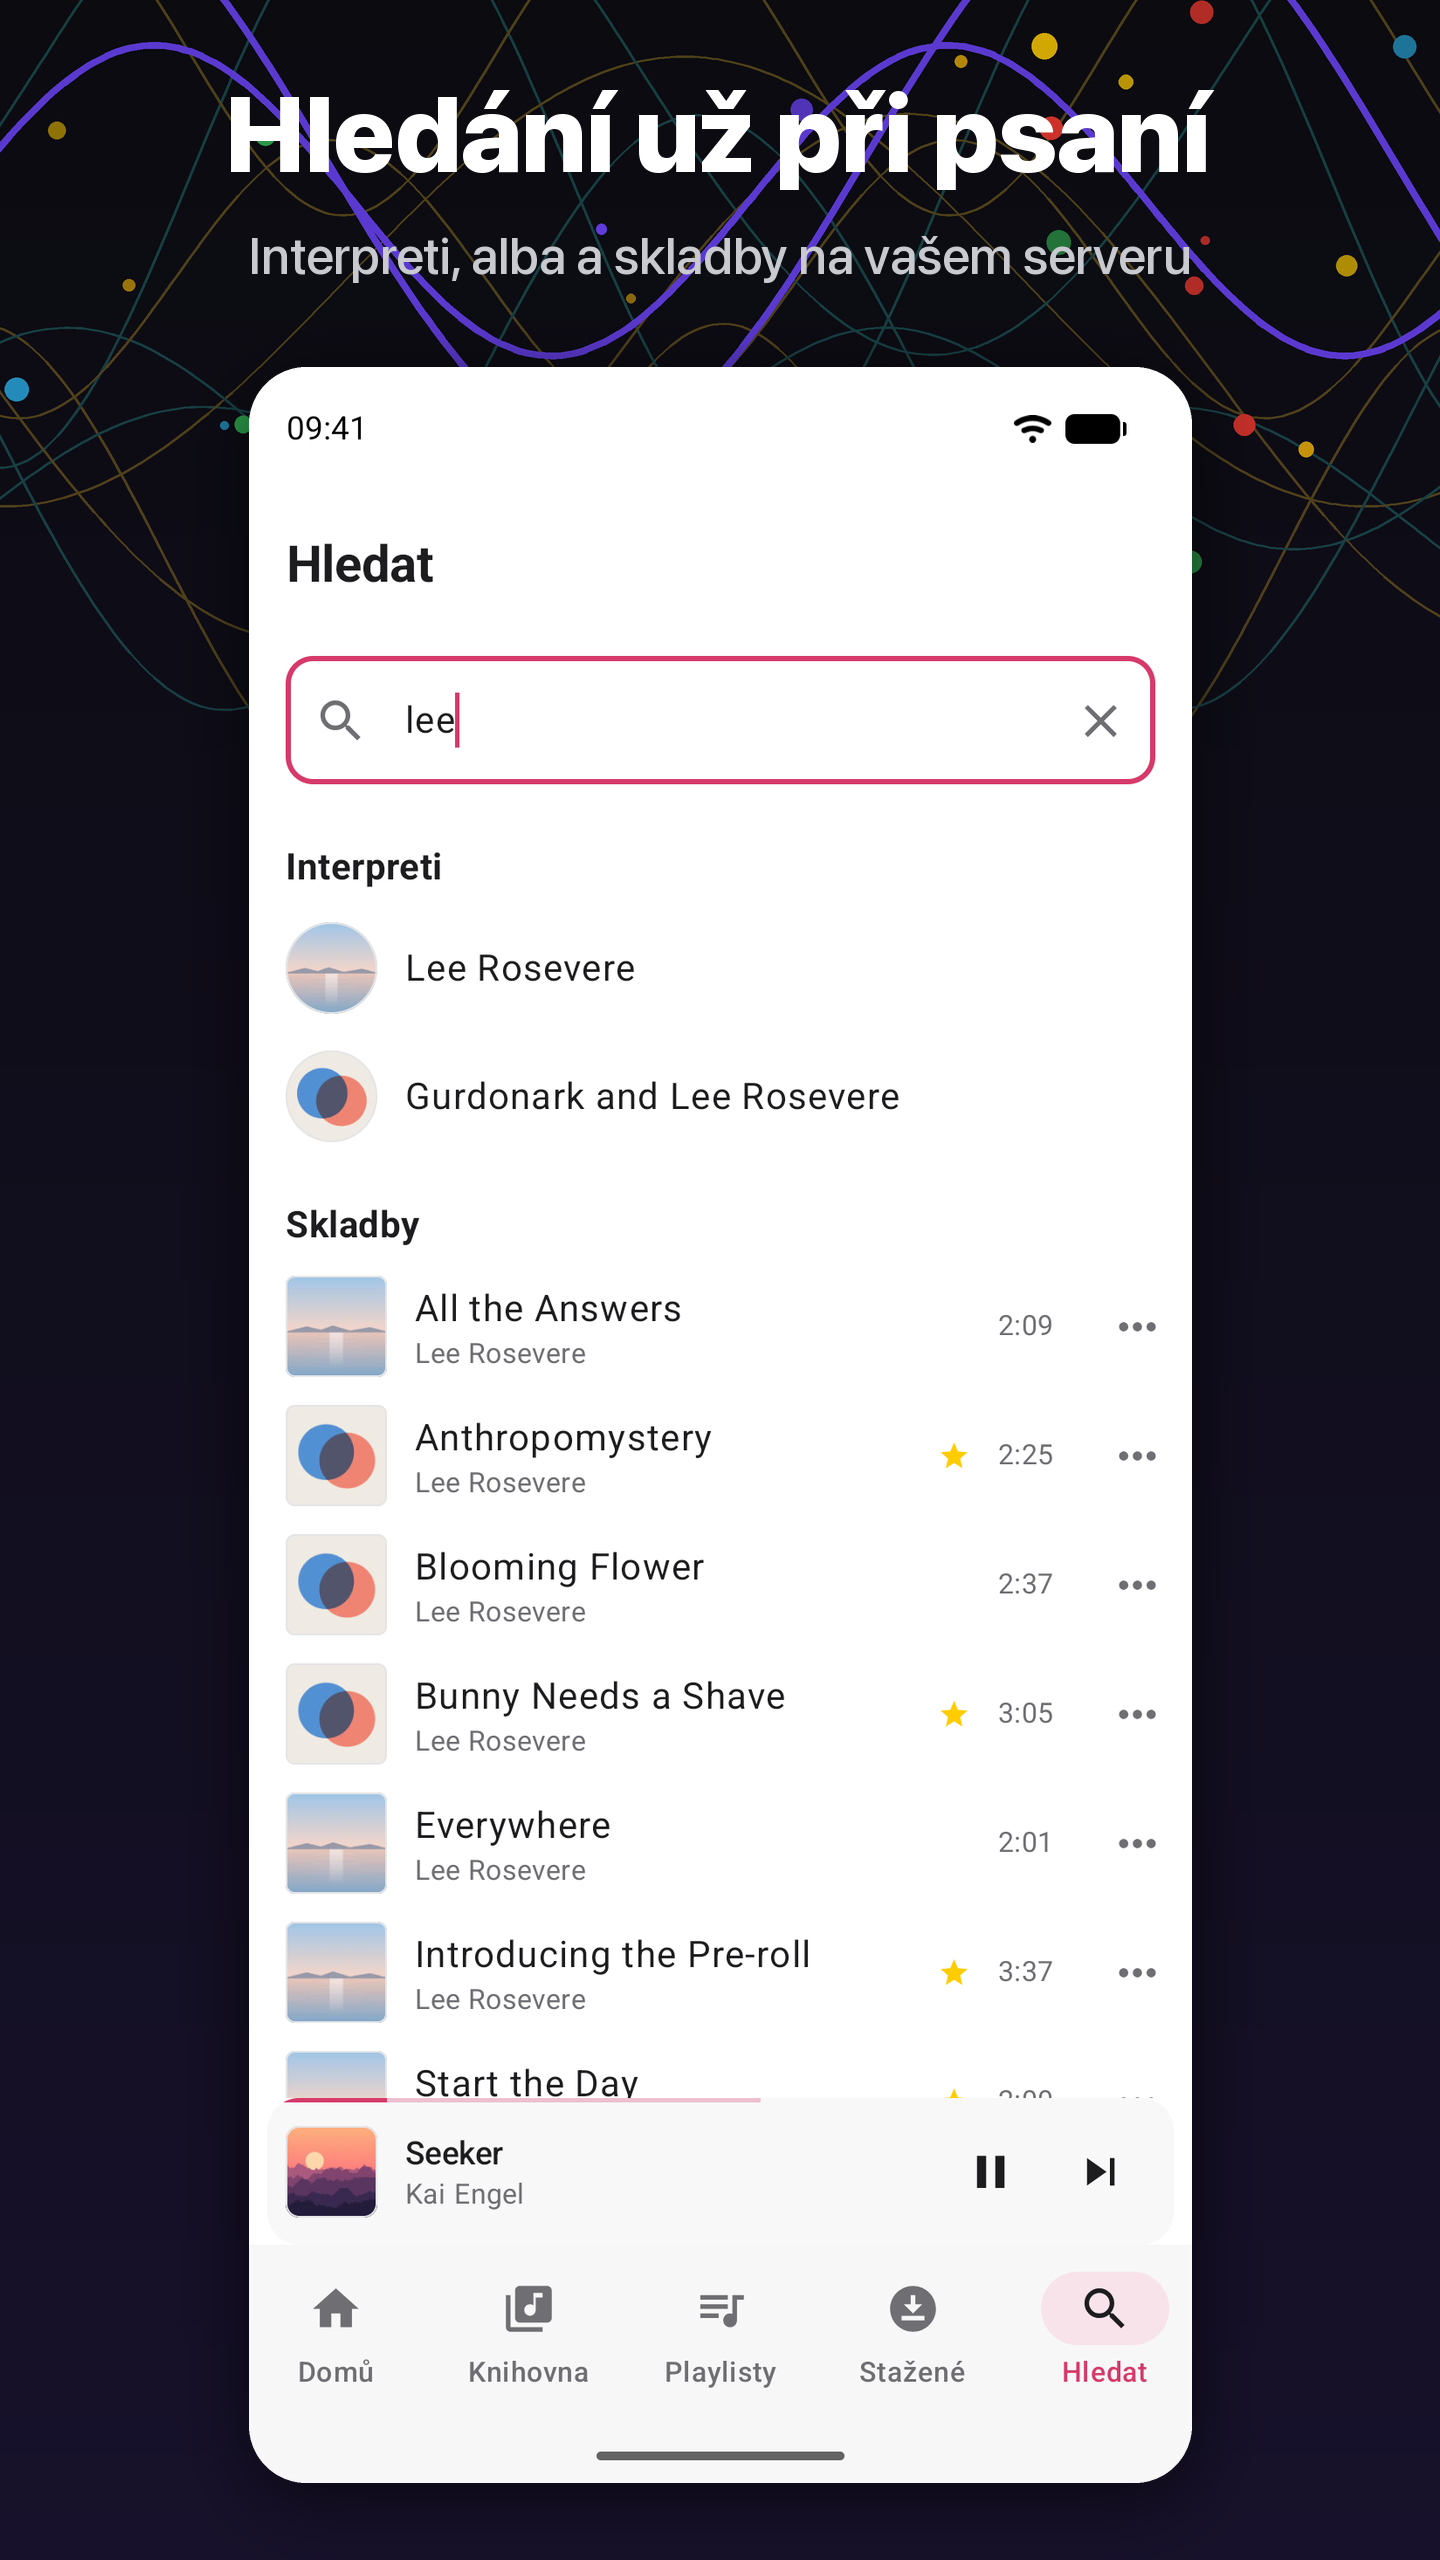 Hledání už při psaní
Interpreti, alba a skladby na vašem serveru
09:41
Hledat
lee
Interpreti
Lee Rosevere
Gurdonark and Lee Rosevere
Skladby
All the Answers
Lee Rosevere
2:09
Anthropomystery
Lee Rosevere
2:25
Blooming Flower
Lee Rosevere
2:37
Bunny Needs a Shave
Lee Rosevere
3:05
Everywhere
Lee Rosevere
2:01
Introducing the Pre-roll
Lee Rosevere
3:37
Start the Day
Seeker
Kai Engel
Domů
Knihovna
Playlisty
Stažené
Hledat